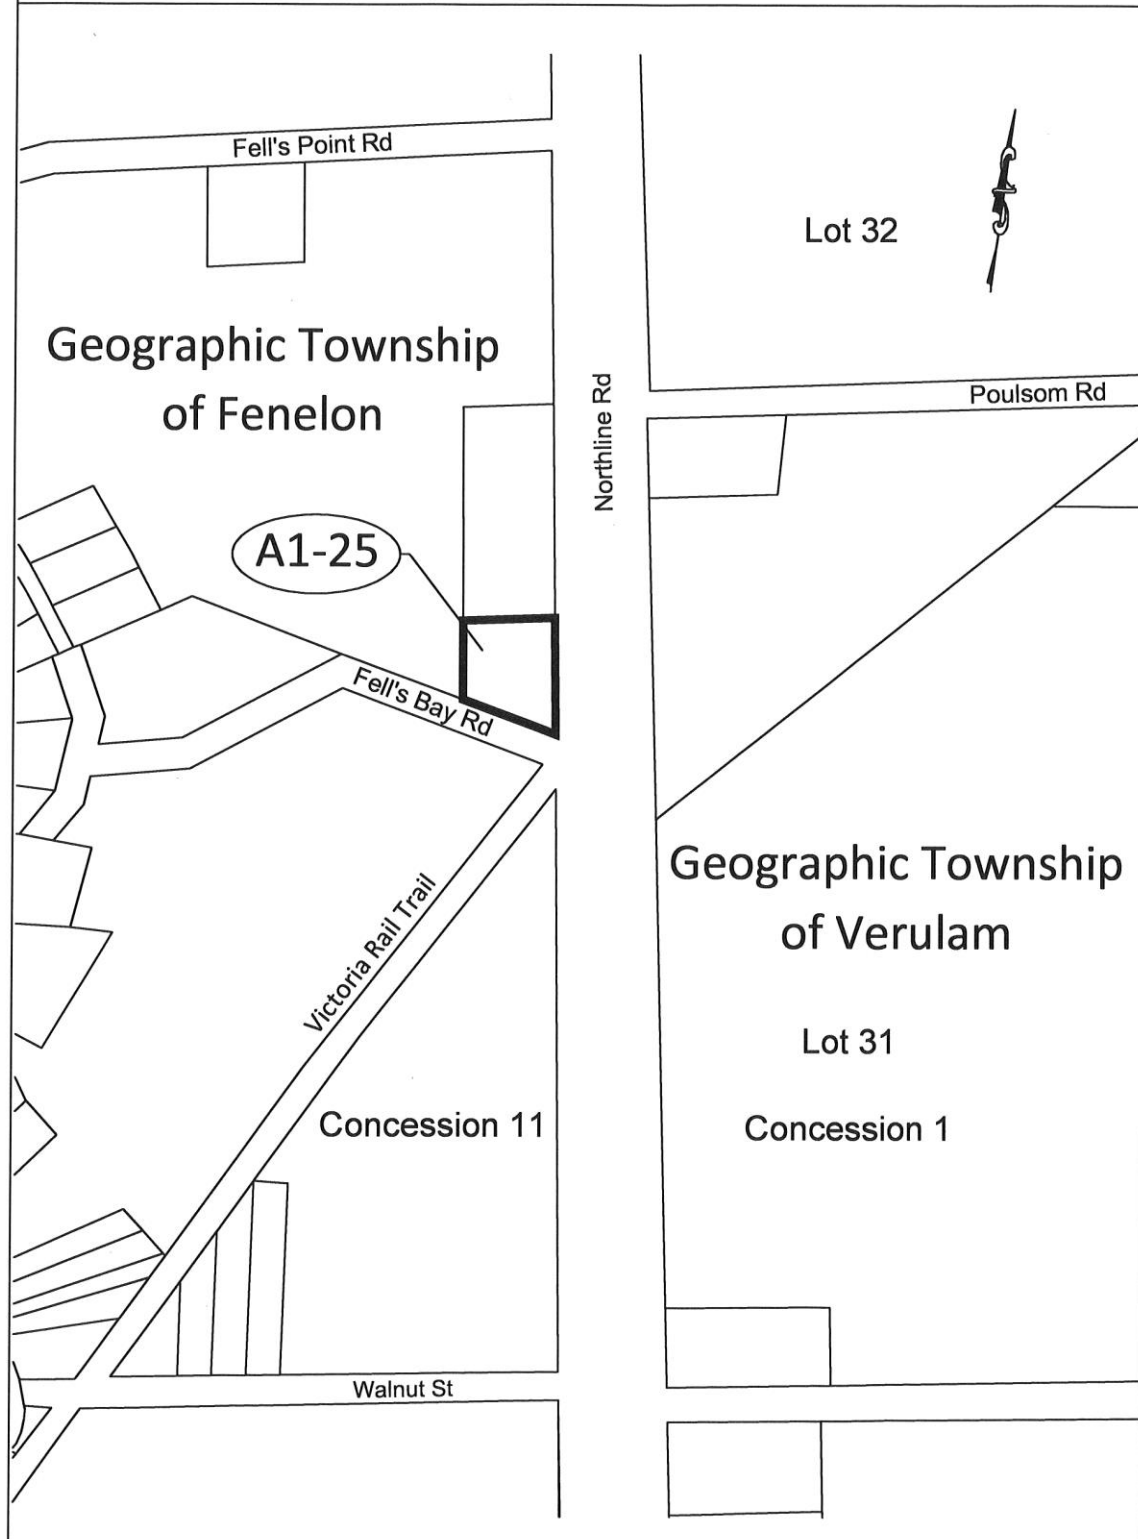 Fell's Point Rd
Lot 32
Geographic Township
of Fenelon
Northline Rd
Poulsom Rd
A1-25
Fell's Bay Rd
Geographic Township
of Verulam
Victoria Rail Trail
Lot 31
Concession 11
Concession 1
Walnut St